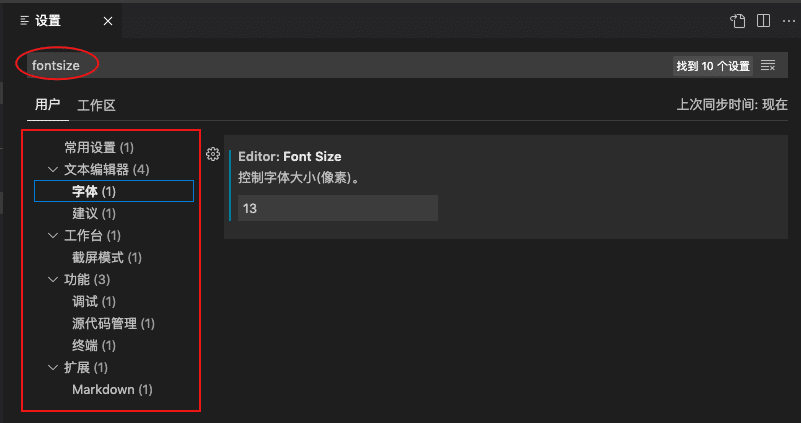 设置
fontsize
找到 10 个设置
用户 工作区
上次同步时间: 现在
常用设置 (1)
文本编辑器 (4)
字体 (1)
建议 (1)
工作台 (1)
截屏模式 (1)
功能 (3)
调试 (1)
源代码管理 (1)
终端 (1)
扩展 (1)
Markdown (1)
Editor: Font Size
控制字体大小(像素)。
13